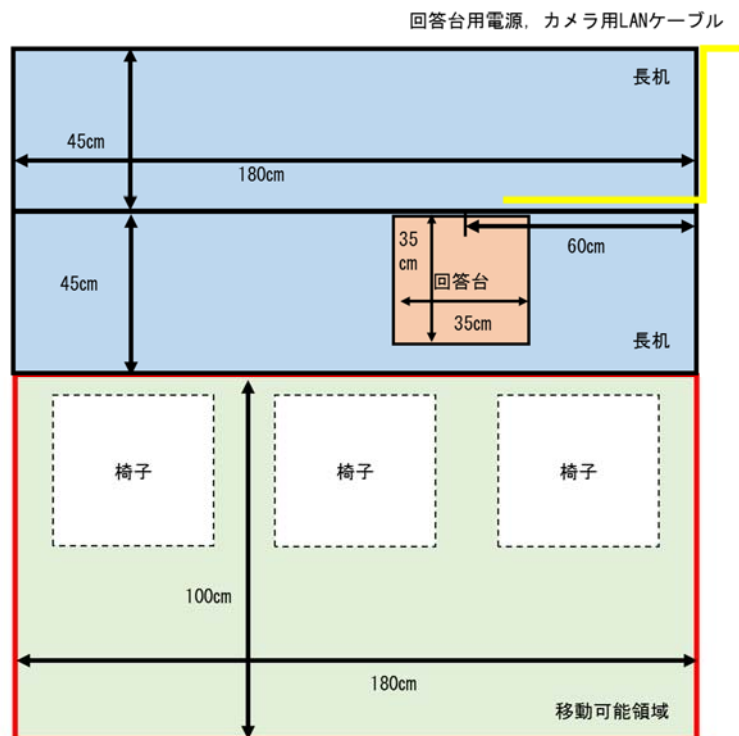 回答台用電源，カメラ用LANケーブル
長机
45cm
180cm
35
cm
60cm
回答台
45cm
35cm
長机
椅子
椅子
椅子
100cm
180cm
移動可能領域